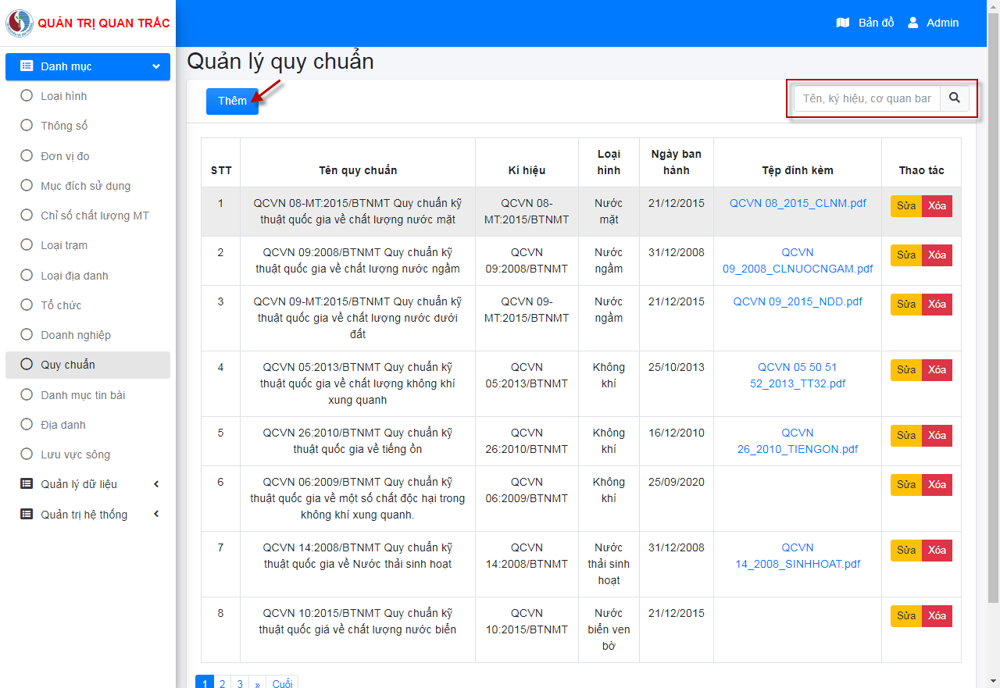 QUẢN TRỊ QUAN TRẮC
Bản đồ Admin
Danh mục
Loại hình
Thông số
Đơn vị đo
Mục đích sử dụng
Chỉ số chất lượng MT
Loại trạm
Loại địa danh
Tổ chức
Doanh nghiệp
Quy chuẩn
Danh mục tin bài
Địa danh
Lưu vực sông
Quản lý dữ liệu
Quản trị hệ thống
Quản lý quy chuẩn
Thêm
Tên, ký hiệu, cơ quan bar
STT Tên quy chuẩn Kí hiệu Loại hình Ngày ban hành Tệp đính kèm Thao tác
1 QCVN 08-MT:2015/BTNMT Quy chuẩn kỹ QCVN 08- Nước 21/12/2015 QCVN 08_2015_CLNM.pdf Sửa Xóa
thuật quốc gia về chất lượng nước mặt MT:2015/BTNMT mặt
2 QCVN 09:2008/BTNMT Quy chuẩn kỹ QCVN Nước 31/12/2008 QCVN Sửa Xóa
thuật quốc gia về chất lượng nước ngầm 09:2008/BTNMT ngầm 09_2008_CLNUOCNGAM.pdf
3 QCVN 09-MT:2015/BTNMT Quy chuẩn kỹ QCVN 09- Nước 21/12/2015 QCVN 09_2015_NDD.pdf Sửa Xóa
thuật quốc gia về chất lượng nước dưới MT:2015/BTNMT ngầm
đất
4 QCVN 05:2013/BTNMT Quy chuẩn kỹ QCVN Không 25/10/2013 QCVN 05 50 51 Sửa Xóa
thuật quốc gia về chất lượng không khí 05:2013/BTNMT khí 52_2013_TT32.pdf
xung quanh
5 QCVN 26:2010/BTNMT Quy chuẩn kỹ QCVN Không 16/12/2010 QCVN Sửa Xóa
thuật quốc gia về tiếng ồn 26:2010/BTNMT khí 26_2010_TIENGON.pdf
6 QCVN 06:2009/BTNMT Quy chuẩn kỹ QCVN Không 25/09/2020 Sửa Xóa
thuật quốc gia về một số chất độc hại trong 06:2009/BTNMT khí
không khí xung quanh.
7 QCVN 14:2008/BTNMT Quy chuẩn kỹ QCVN Nước 31/12/2008 QCVN Sửa Xóa
thuật quốc gia về Nước thải sinh hoạt 14:2008/BTNMT thải sinh 14_2008_SINHHOAT.pdf
hoạt
8 QCVN 10:2015/BTNMT Quy chuẩn kỹ QCVN Nước 21/12/2015 Sửa Xóa
thuật quốc giá về chất lượng nước biển 10:2015/BTNMT biển ven
bờ
1 2 3 » Cuối